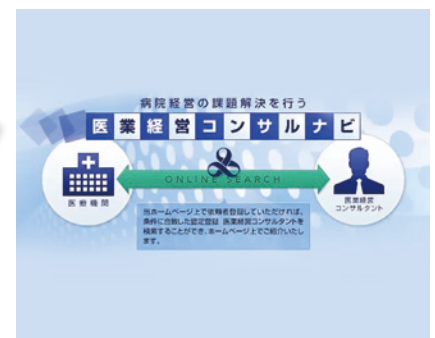 病院経営の課題解決を行う
医業経営コンサルナビ
&
ONLINE SEARCH
医療機関
医業経営
コンサルタント
当ホームページ上で依頼者登録していただければ、
条件に合致した認定登録 医業経営コンサルタントを
検索することができ、ホームページ上でご紹介いたし
ます。